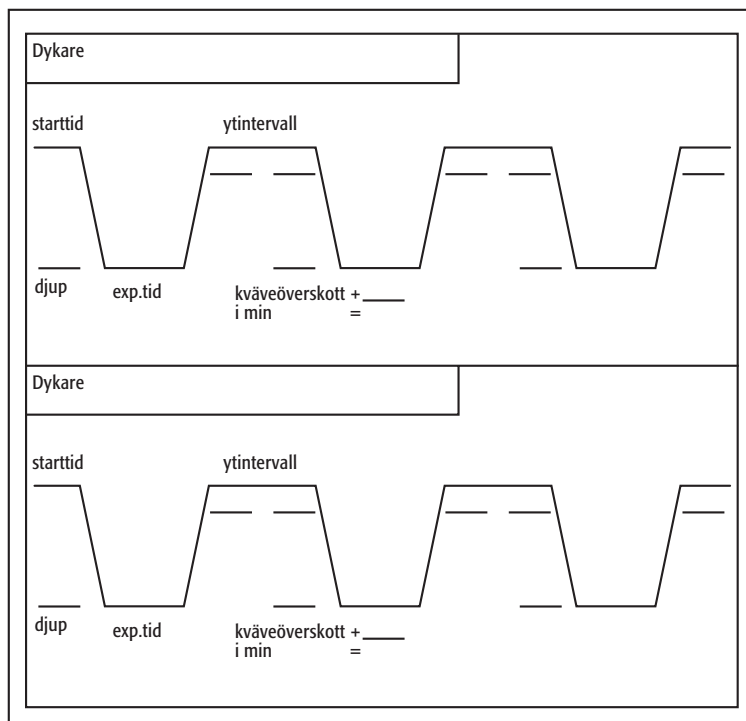 Dykare
starttid ytintervall
djup exp.tid kväveöverskott +
i min =
Dykare
starttid ytintervall
djup exp.tid kväveöverskott +
i min =